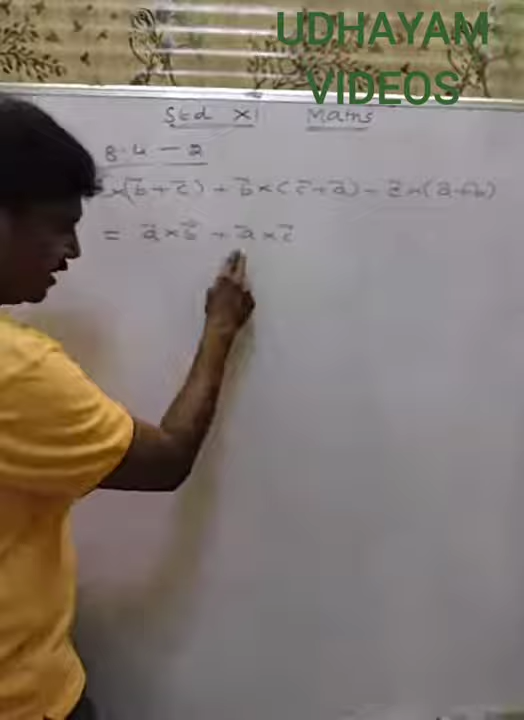 UDHAYAM
VIDEOS
Std XI Maths
8.4 - 2
×(b⃗ + c⃗) + b⃗ × (c⃗ + a⃗) + c⃗ × (a⃗ + b⃗)
= a⃗ × b⃗ + a⃗ × c⃗